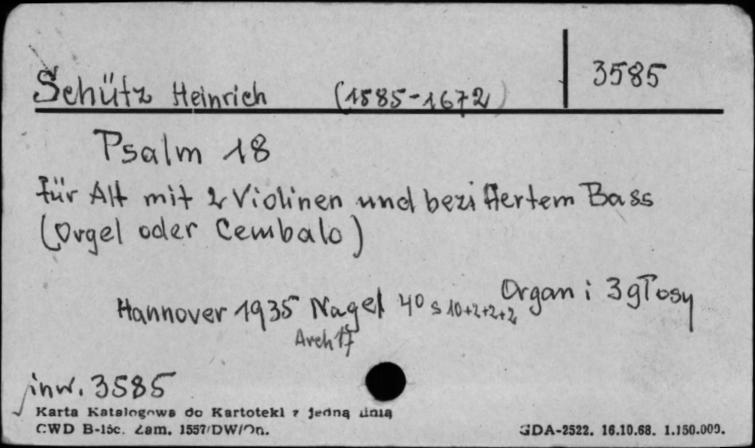 Schütz Heinrich (1585-1672) 3585
Psalm 18
für Alt mit 2 Violinen und beziffertem Bass
(Orgel oder Cembalo)
Hannover 1935 Nagel 4° s 10+2+2+2 Organ i 3 głosy
Arch 17
inw. 3585
Karta Katalogowa do Kartoteki z jedną linią
CWD B-15c. Zam. 1557/DW/On. GDA-2522. 16.10.68. 1.150.000.